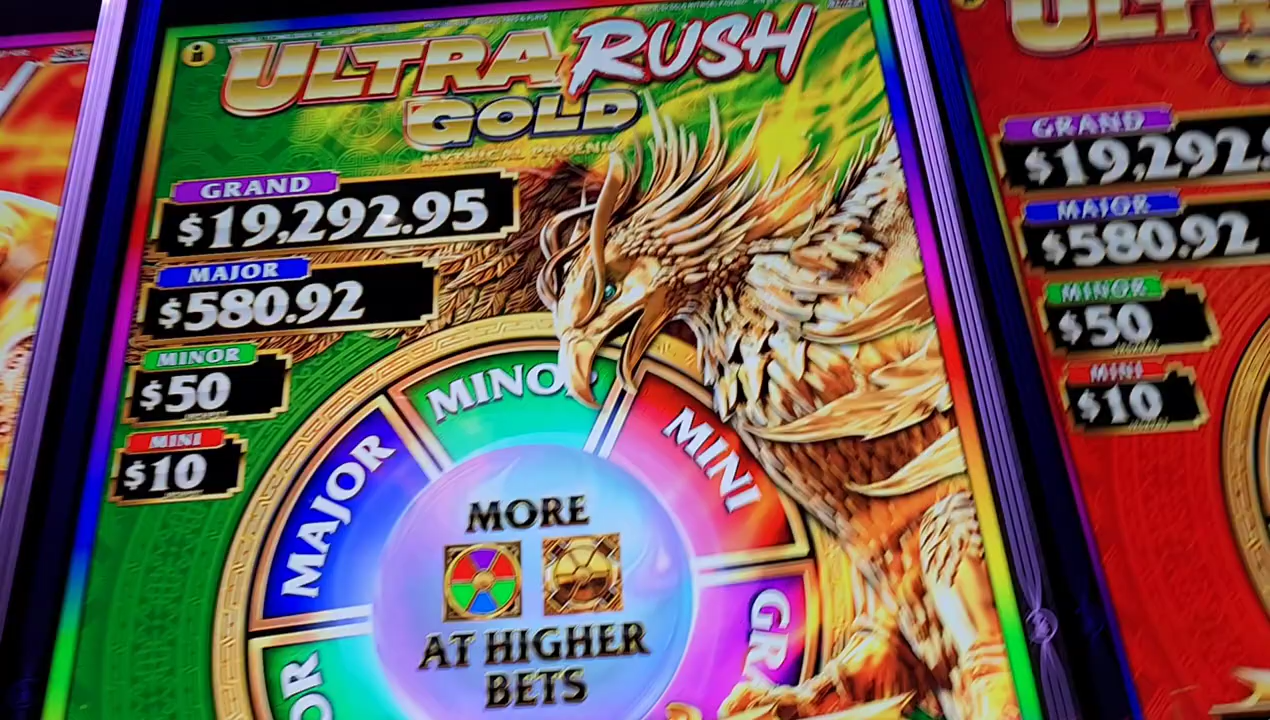 ULTRA RUSH
GOLD
MYTHICAL PHOENIX
GRAND
$19,292.95
MAJOR
$580.92
MINOR
$50
MINI
$10
MAJOR
MINOR
MINI
MORE
AT HIGHER
BETS
GRAND
$19,292.
MAJOR
$580.92
MINOR
$50
MINI
$10